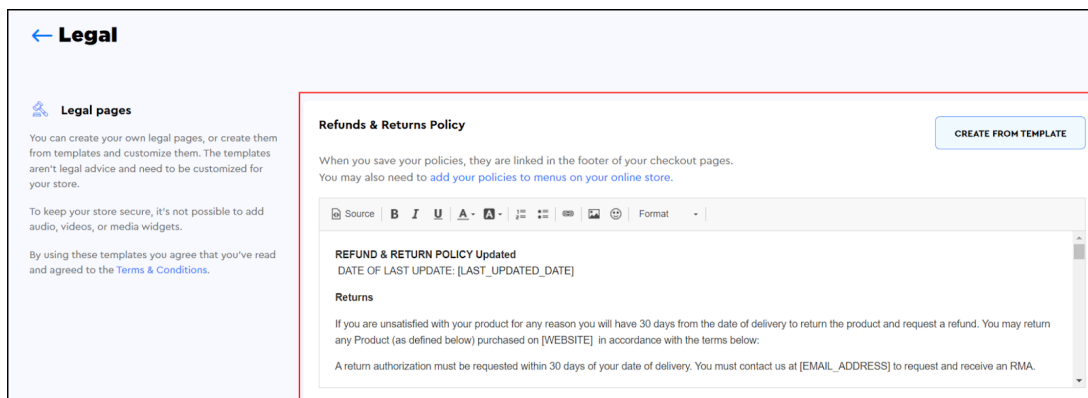 Legal
Legal pages
You can create your own legal pages, or create them
from templates and customize them. The templates
aren't legal advice and need to be customized for
your store.
To keep your store secure, it's not possible to add
audio, videos, or media widgets.
By using these templates you agree that you've read
and agreed to the Terms & Conditions.
Refunds & Returns Policy
CREATE FROM TEMPLATE
When you save your policies, they are linked in the footer of your checkout pages.
You may also need to add your policies to menus on your online store.
Source B I U A A Format
REFUND & RETURN POLICY Updated
DATE OF LAST UPDATE: [LAST_UPDATED_DATE]
Returns
If you are unsatisfied with your product for any reason you will have 30 days from the date of delivery to return the product and request a refund. You may return
any Product (as defined below) purchased on [WEBSITE] in accordance with the terms below:
A return authorization must be requested within 30 days of your date of delivery. You must contact us at [EMAIL_ADDRESS] to request and receive an RMA.